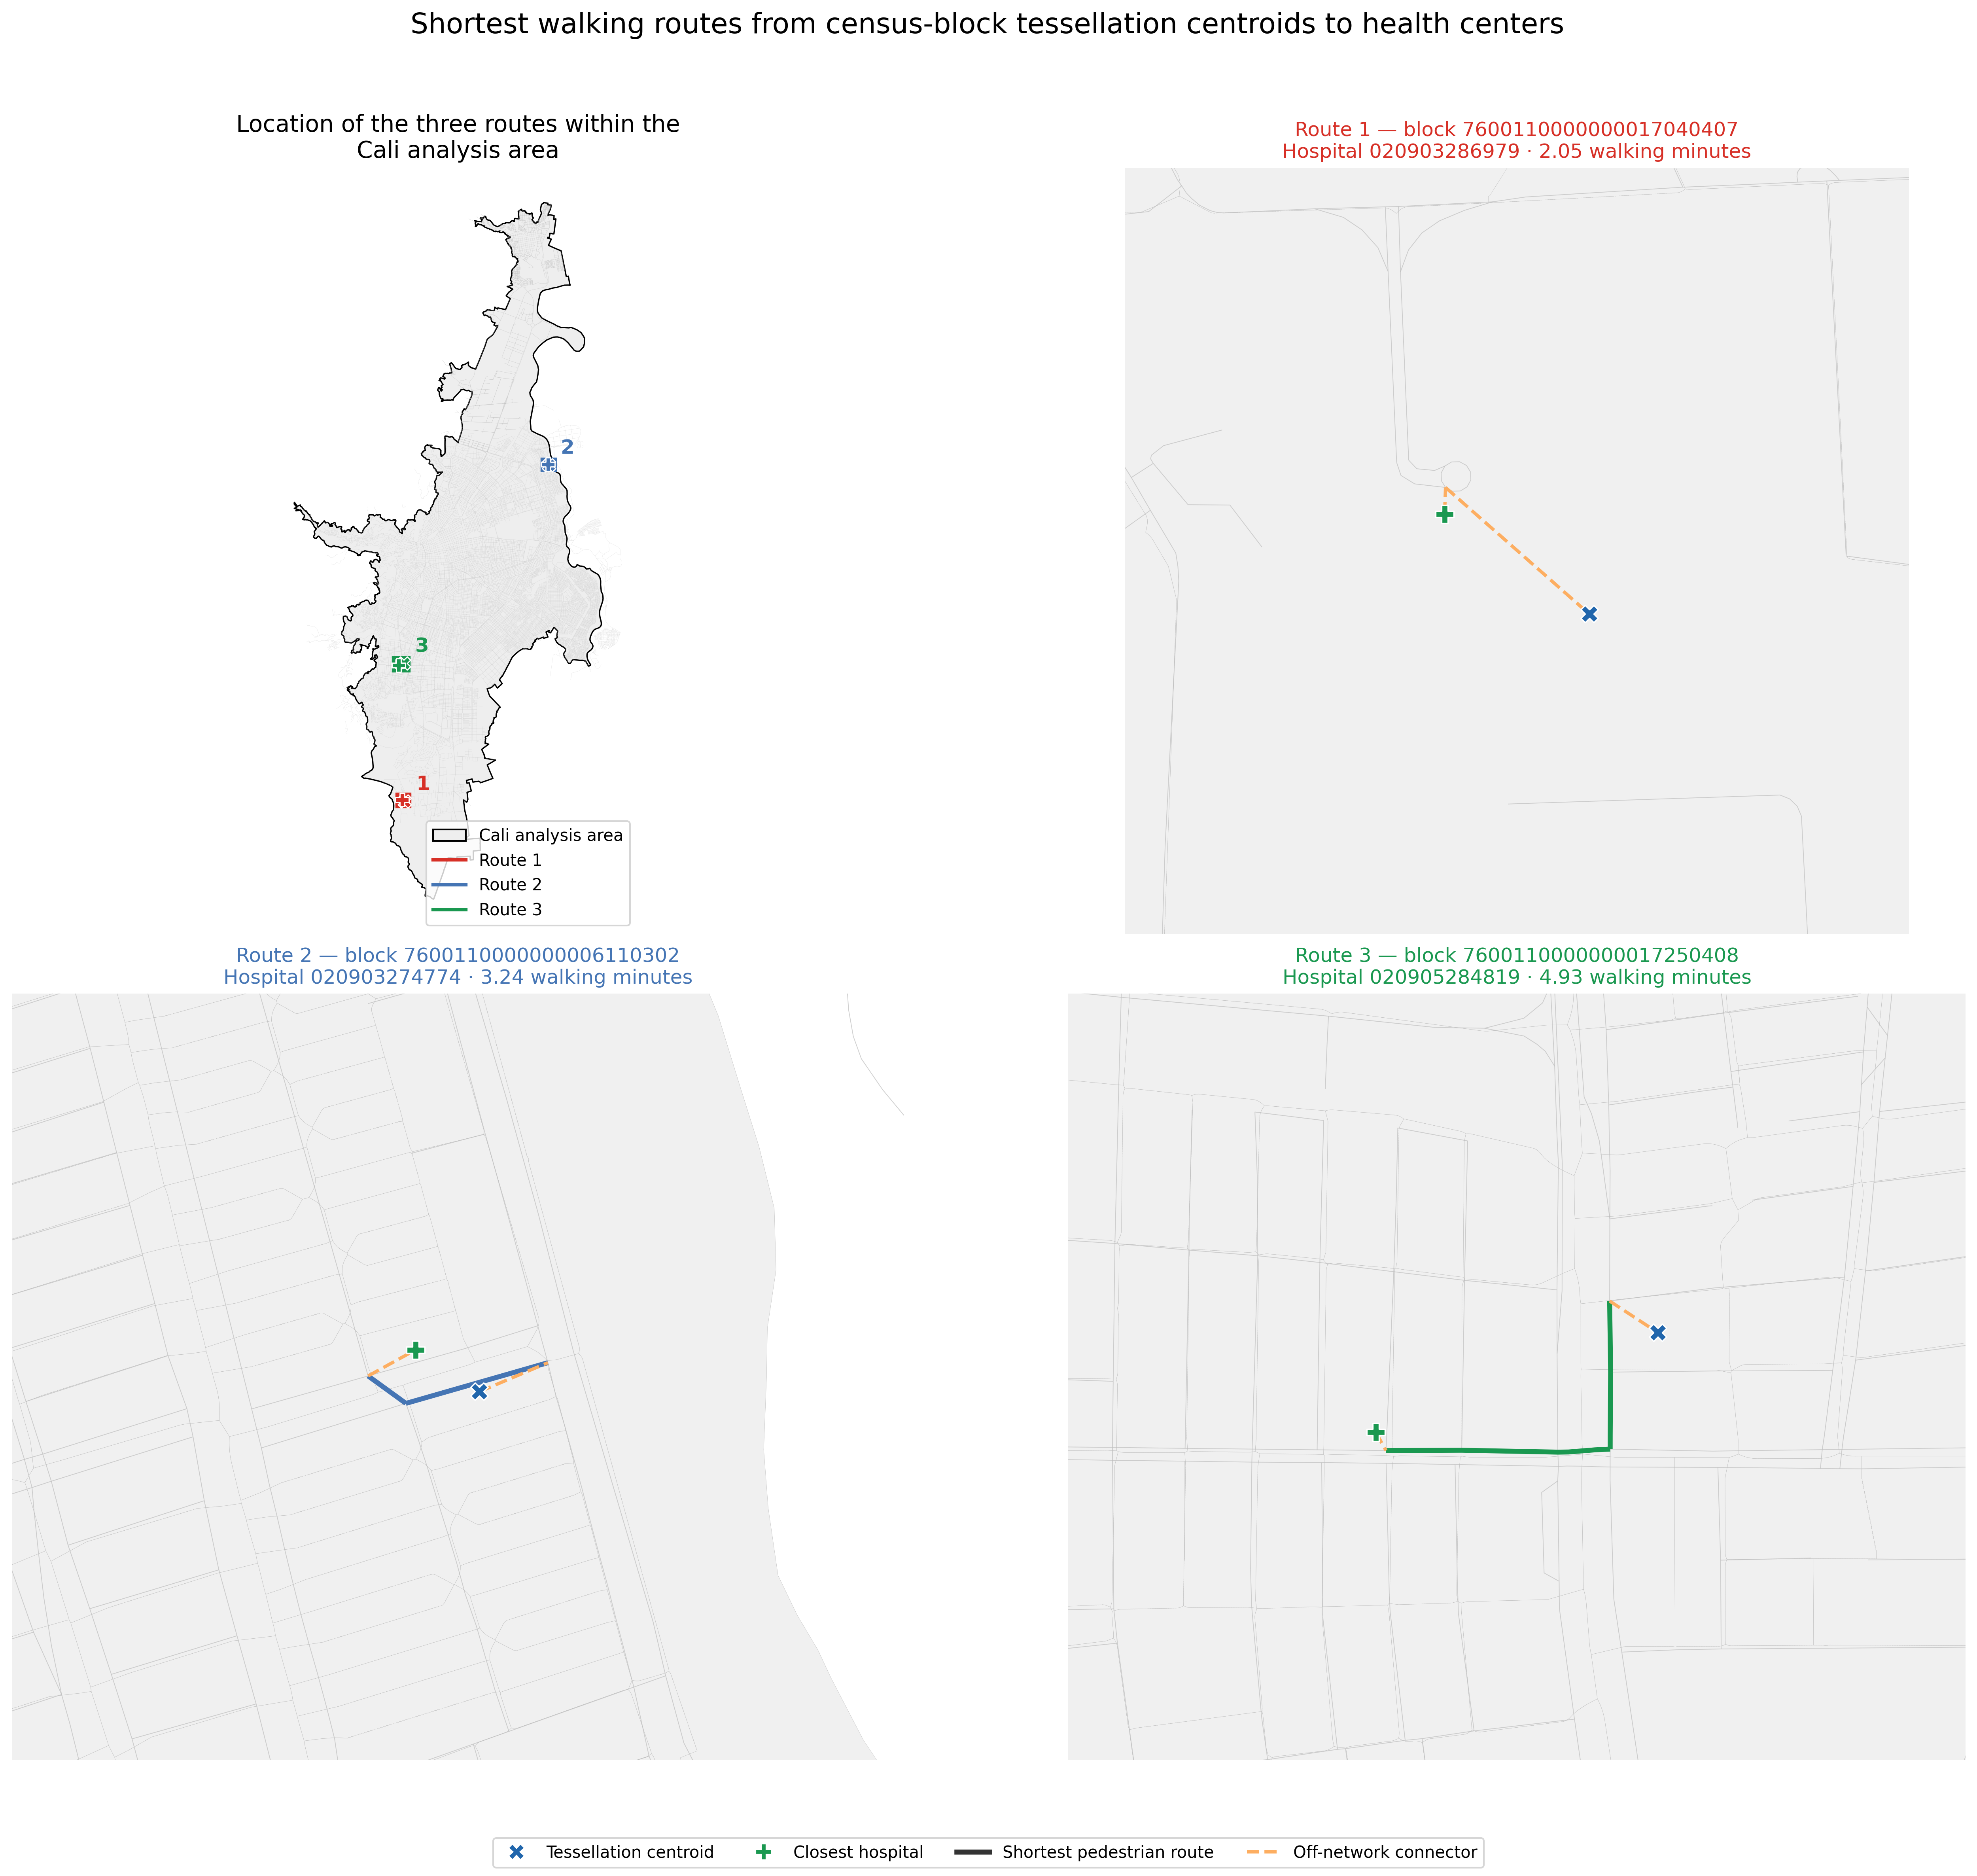 Shortest walking routes from census-block tessellation centroids to health centers
Location of the three routes within the
Cali analysis area
2
3
1
Cali analysis area
Route 1
Route 2
Route 3
Route 1 — block 7600110000000017040407
Hospital 020903286979 · 2.05 walking minutes
Route 2 — block 7600110000000006110302
Hospital 020903274774 · 3.24 walking minutes
Route 3 — block 7600110000000017250408
Hospital 020905284819 · 4.93 walking minutes
Tessellation centroid
Closest hospital
Shortest pedestrian route
Off-network connector